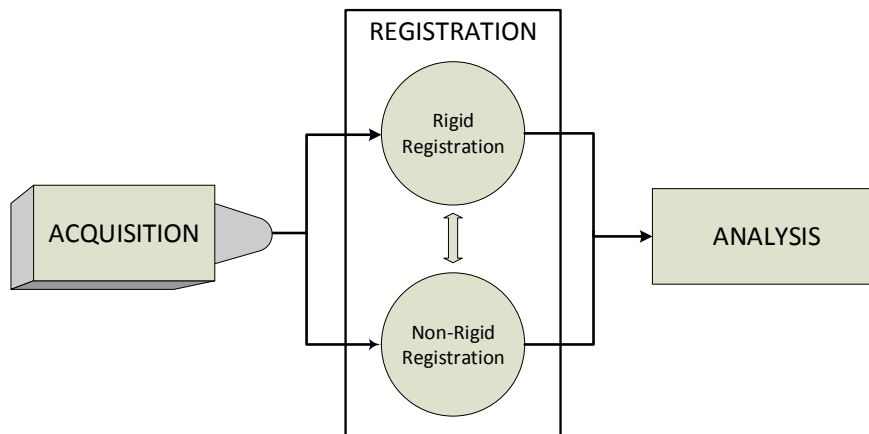 REGISTRATION
Rigid
Registration
ACQUISITION
ANALYSIS
Non-Rigid
Registration